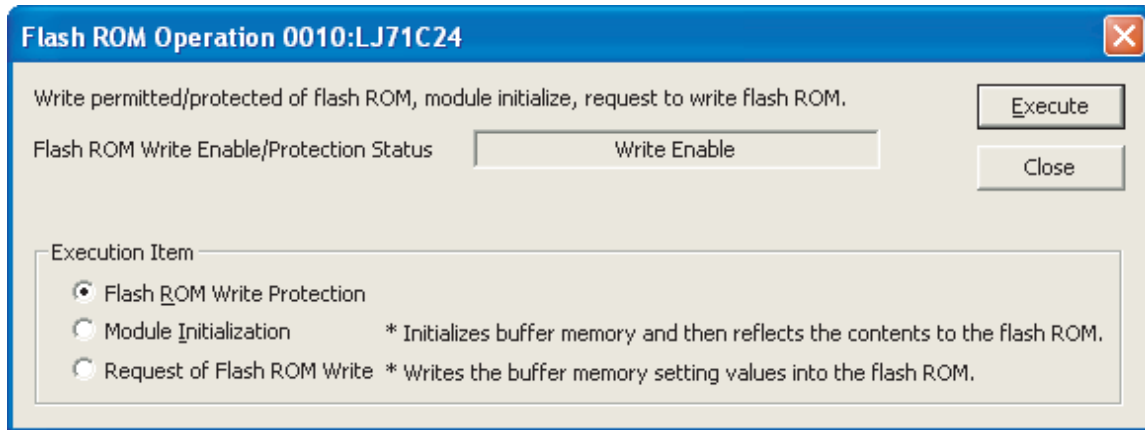 Flash ROM Operation 0010:LJ71C24
Write permitted/protected of flash ROM, module initialize, request to write flash ROM.
Execute
Flash ROM Write Enable/Protection Status
Write Enable
Close
Execution Item
Flash ROM Write Protection
Module Initialization * Initializes buffer memory and then reflects the contents to the flash ROM.
Request of Flash ROM Write * Writes the buffer memory setting values into the flash ROM.